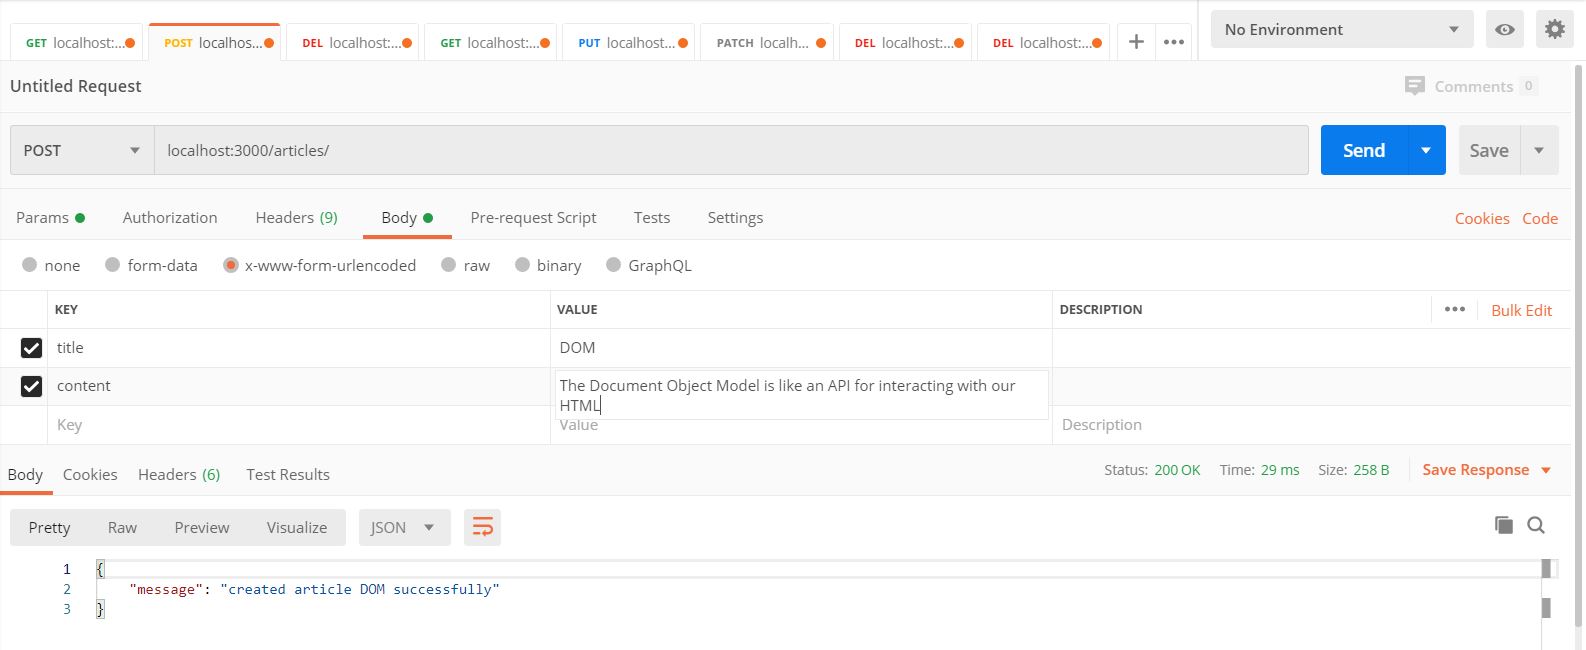 GET localhost:...
POST localhos...
DEL localhost:...
GET localhost:...
PUT localhost...
PATCH localh...
DEL localhost:...
DEL localhost:...
+
•••
No Environment
Untitled Request
Comments 0
POST
localhost:3000/articles/
Send
Save
Params
Authorization
Headers (9)
Body
Pre-request Script
Tests
Settings
Cookies
Code
none
form-data
x-www-form-urlencoded
raw
binary
GraphQL
KEY
VALUE
DESCRIPTION
•••
Bulk Edit
title
DOM
content
The Document Object Model is like an API for interacting with our
HTML
Key
Value
Description
Body
Cookies
Headers (6)
Test Results
Status: 200 OK
Time: 29 ms
Size: 258 B
Save Response
Pretty
Raw
Preview
Visualize
JSON
1 {
2 "message": "created article DOM successfully"
3 }